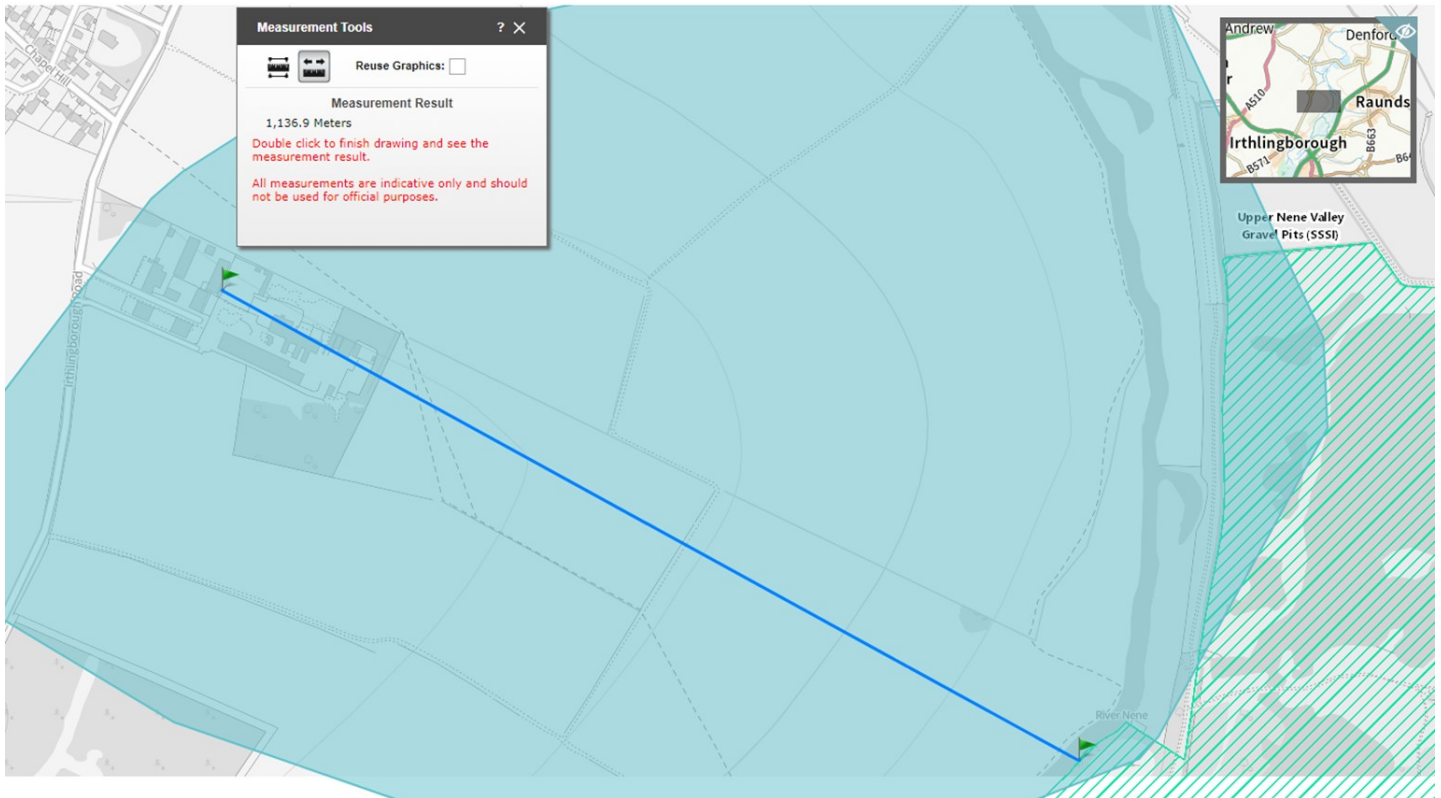 Measurement Tools
?
Reuse Graphics:
Measurement Result
1,136.9 Meters
Double click to finish drawing and see the
measurement result.
All measurements are indicative only and should
not be used for official purposes.
Chapel Hill
Irthlingborough Road
Andrew
Denford
A510
Raunds
Irthlingborough
B663
B571
Upper Nene Valley
Gravel Pits (SSSI)
River Nene